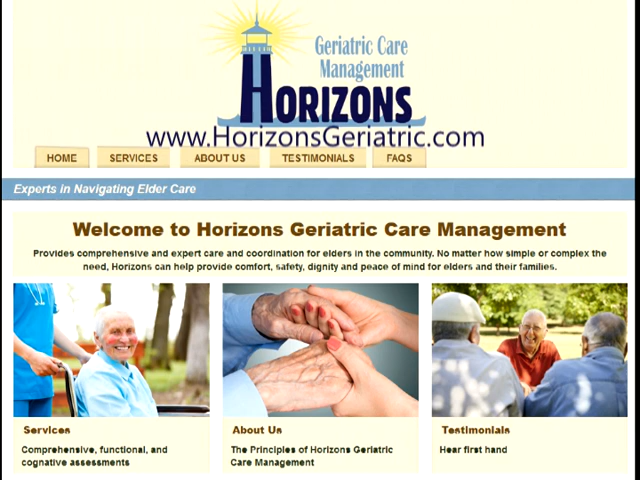 Geriatric Care
Management
HORIZONS
www.HorizonsGeriatric.com
HOME SERVICES ABOUT US TESTIMONIALS FAQS
Experts in Navigating Elder Care
Welcome to Horizons Geriatric Care Management
Provides comprehensive and expert care and coordination for elders in the community. No matter how simple or complex the
need, Horizons can help provide comfort, safety, dignity and peace of mind for elders and their families.
Services
Comprehensive, functional, and
cognative assessments
About Us
The Principles of Horizons Geriatric
Care Management
Testimonials
Hear first hand